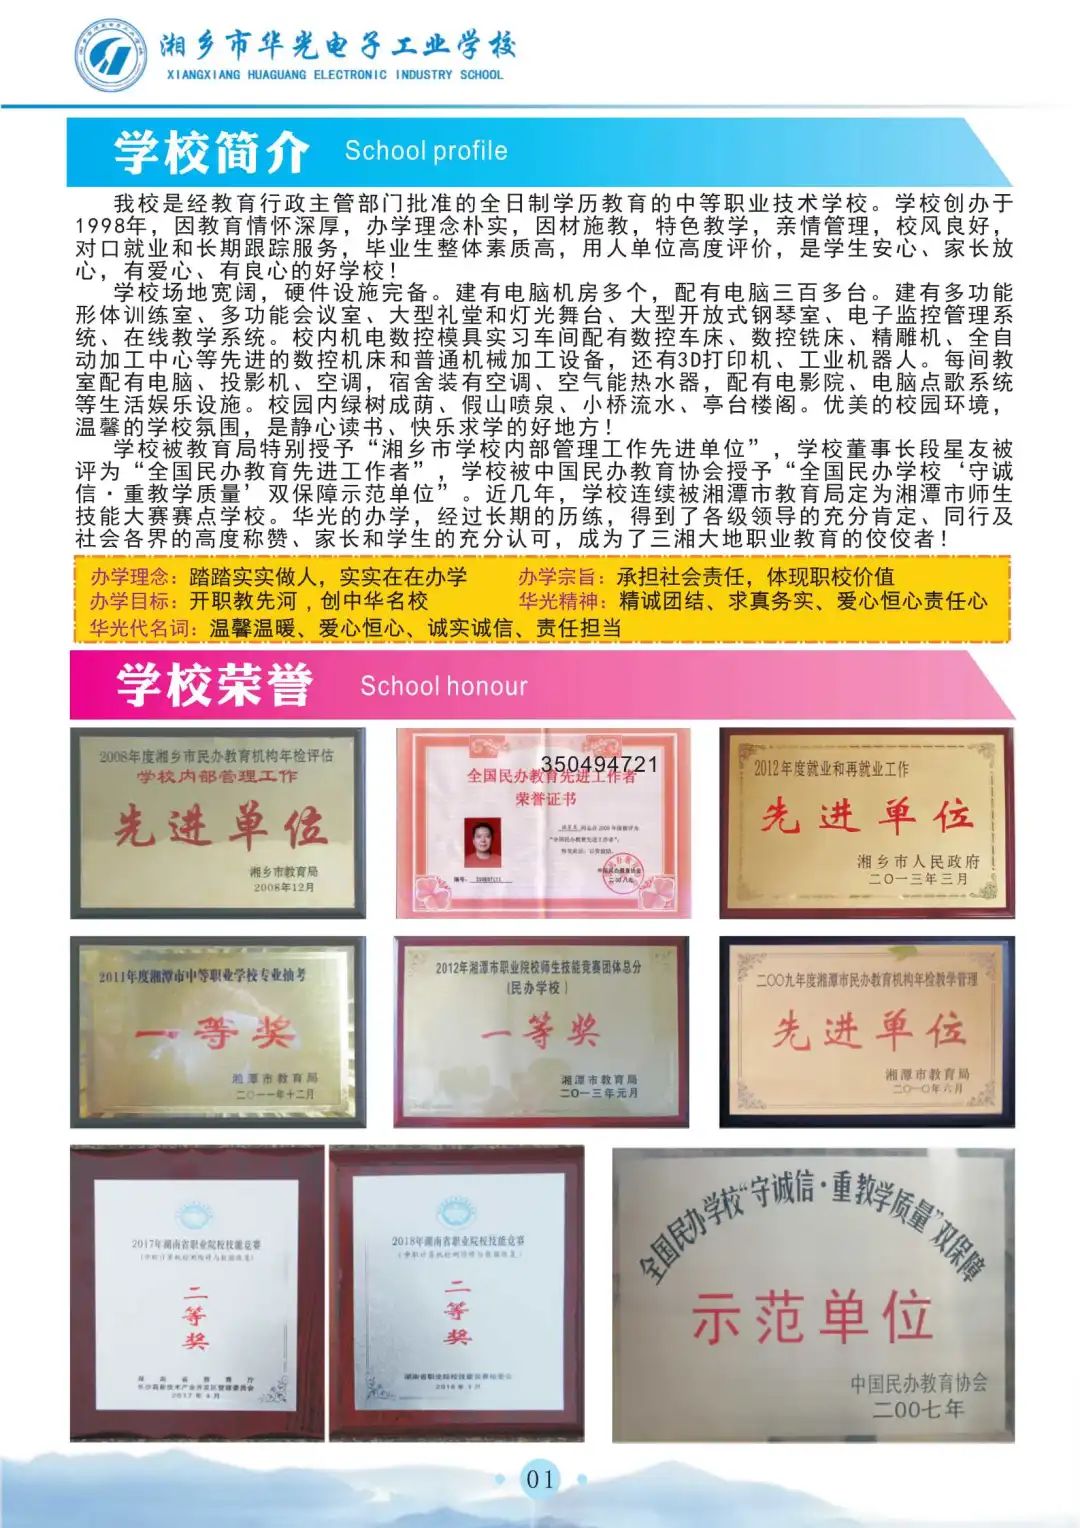 湘乡市华光电子工业学校
XIANGXIANG HUAGUANG ELECTRONIC INDUSTRY SCHOOL
学校简介 School profile
我校是经教育行政主管部门批准的全日制学历教育的中等职业技术学校。学校创办于
1998年，因教育情怀深厚，办学理念朴实，因材施教，特色教学，亲情管理，校风良好，
对口就业和长期跟踪服务，毕业生整体素质高，用人单位高度评价，是学生安心、家长放
心，有爱心、有良心的好学校！
学校场地宽阔，硬件设施完备。建有电脑机房多个，配有电脑三百多台。建有多功能
形体训练室、多功能会议室、大型礼堂和灯光舞台、大型开放式钢琴室、电子监控管理系
统、在线教学系统。校内机电数控模具实习车间配有数控车床、数控铣床、精雕机、全自
动加工中心等先进的数控机床和普通机械加工设备，还有3D打印机、工业机器人。每间教
室配有电脑、投影机、空调，宿舍装有空调、空气能热水器，配有电影院、电脑点歌系统
等生活娱乐设施。校园内绿树成荫、假山喷泉、小桥流水、亭台楼阁。优美的校园环境，
温馨的学校氛围，是静心读书、快乐求学的好地方！
学校被教育局特别授予“湘乡市学校内部管理工作先进单位”，学校董事长段星友被
评为“全国民办教育先进工作者”，学校被中国民办教育协会授予“全国民办学校‘守诚
信·重教学质量’双保障示范单位”。近几年，学校连续被湘潭市教育局定为湘潭市师生
技能大赛赛点学校。华光的办学，经过长期的历练，得到了各级领导的充分肯定、同行及
社会各界的高度称赞、家长和学生的充分认可，成为了三湘大地职业教育的佼佼者！
办学理念：踏踏实实做人，实实在在办学 办学宗旨：承担社会责任，体现职校价值
办学目标：开职教先河，创中华名校 华光精神：精诚团结、求真务实、爱心恒心责任心
华光代名词：温馨温暖、爱心恒心、诚实诚信、责任担当
学校荣誉 School honour
2008年度湘乡市民办教育机构年检评估
学校内部管理工作
先进单位
湘乡市教育局
2008年12月
350494721
全国民办教育先进工作者
荣誉证书
2012年度就业和再就业工作
先进单位
湘乡市人民政府
二〇一三年三月
2011年度湘潭市中等职业学校专业抽考
一等奖
湘潭市教育局
二〇一一年十二月
2012年湘潭市职业院校师生技能竞赛团体总分
(民办学校)
一等奖
湘潭市教育局
二〇一三年元月
二〇〇九年度湘潭市民办教育机构年检教学管理
先进单位
湘潭市教育局
二〇一〇年六月
2017年湖南省职业院校技能竞赛
二等奖
湖南省教育厅
长沙高新技术产业开发区管理委员会
2017年4月
2018年湖南省职业院校技能竞赛
二等奖
全国民办学校“守诚信·重教学质量”双保障
示范单位
中国民办教育协会
二〇〇七年
01